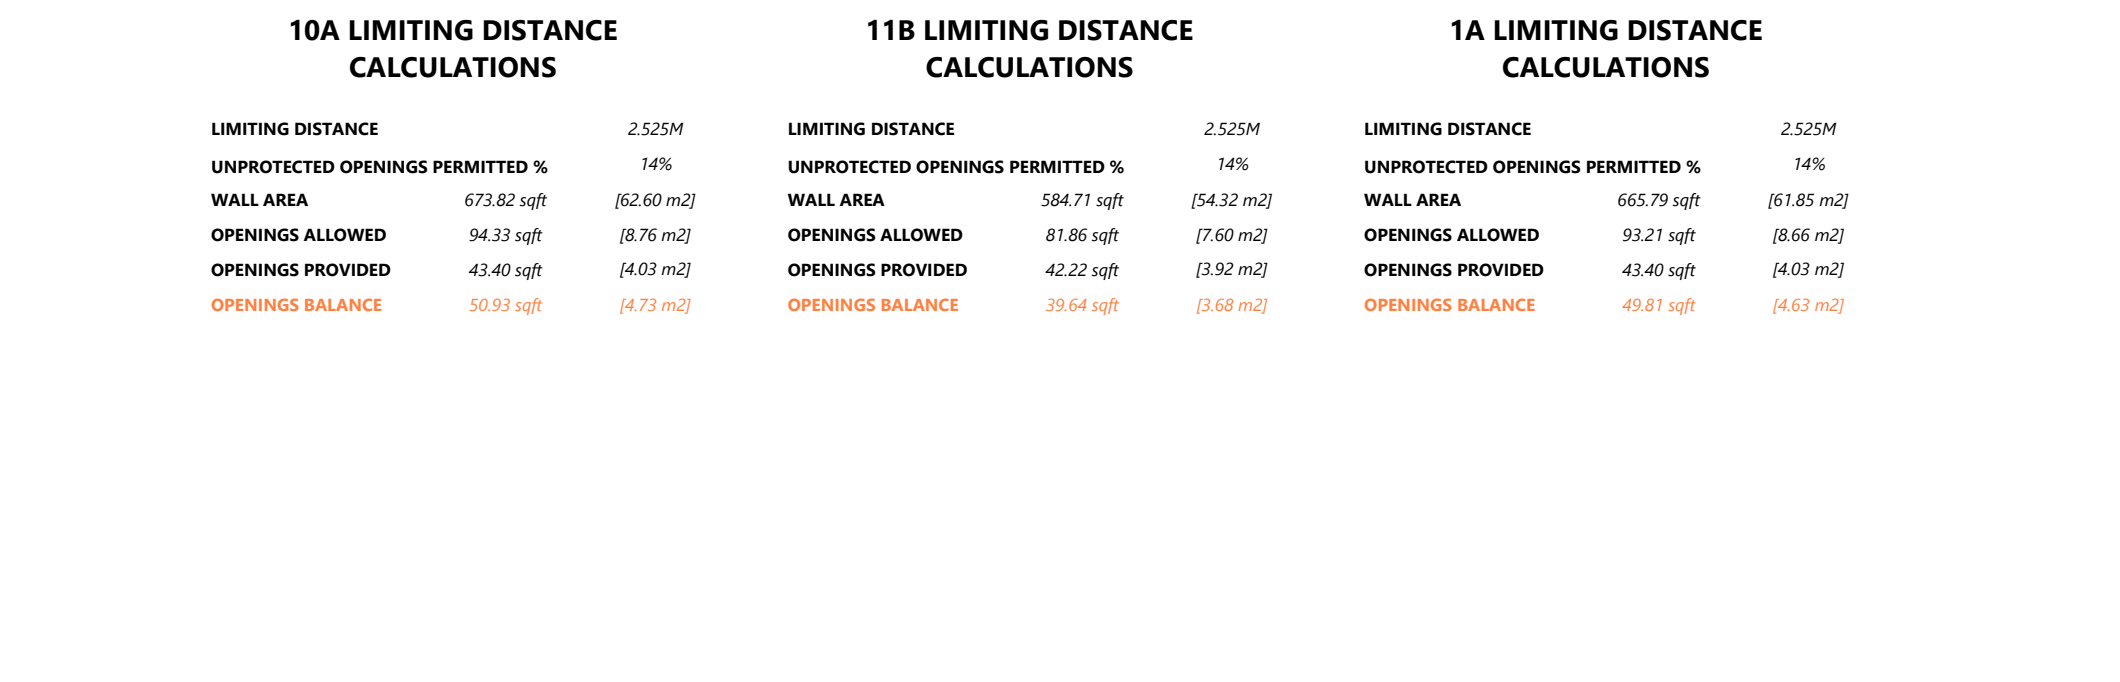 10A LIMITING DISTANCE
CALCULATIONS
LIMITING DISTANCE 2.525M
UNPROTECTED OPENINGS PERMITTED % 14%
WALL AREA 673.82 sqft [62.60 m2]
OPENINGS ALLOWED 94.33 sqft [8.76 m2]
OPENINGS PROVIDED 43.40 sqft [4.03 m2]
OPENINGS BALANCE 50.93 sqft [4.73 m2]
11B LIMITING DISTANCE
CALCULATIONS
LIMITING DISTANCE 2.525M
UNPROTECTED OPENINGS PERMITTED % 14%
WALL AREA 584.71 sqft [54.32 m2]
OPENINGS ALLOWED 81.86 sqft [7.60 m2]
OPENINGS PROVIDED 42.22 sqft [3.92 m2]
OPENINGS BALANCE 39.64 sqft [3.68 m2]
1A LIMITING DISTANCE
CALCULATIONS
LIMITING DISTANCE 2.525M
UNPROTECTED OPENINGS PERMITTED % 14%
WALL AREA 665.79 sqft [61.85 m2]
OPENINGS ALLOWED 93.21 sqft [8.66 m2]
OPENINGS PROVIDED 43.40 sqft [4.03 m2]
OPENINGS BALANCE 49.81 sqft [4.63 m2]